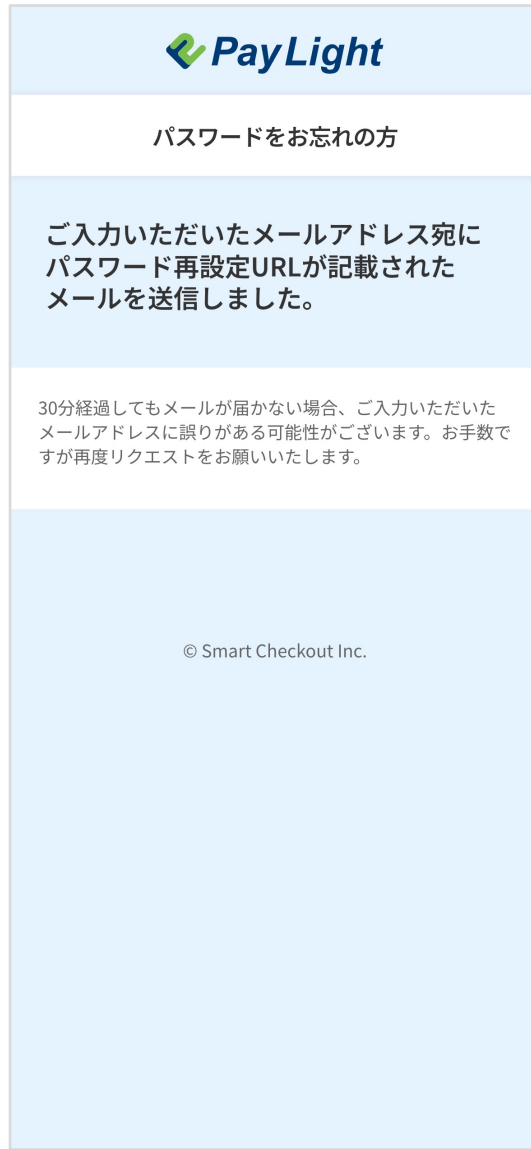 PayLight
パスワードをお忘れの方
ご入力いただいたメールアドレス宛に
パスワード再設定URLが記載された
メールを送信しました。
30分経過してもメールが届かない場合、ご入力いただいた
メールアドレスに誤りがある可能性がございます。お手数で
すが再度リクエストをお願いいたします。
© Smart Checkout Inc.